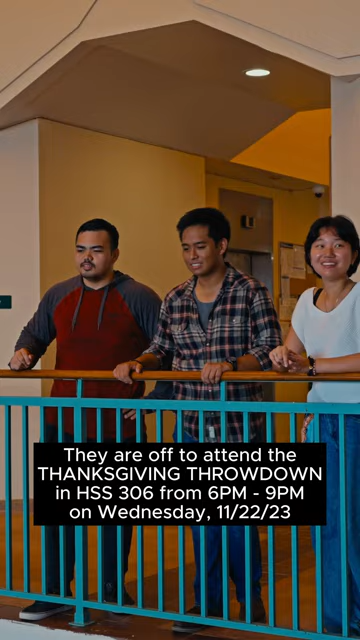 They are off to attend the
THANKSGIVING THROWDOWN
in HSS 306 from 6PM - 9PM
on Wednesday, 11/22/23